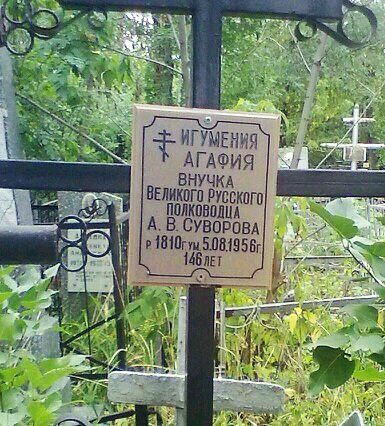 ИГУМЕНИЯ
АГАФИЯ
ВНУЧКА
ВЕЛИКОГО РУССКОГО
ПОЛКОВОДЦА
А. В. СУВОРОВА
р. 1810г ум 5.08.1956г.
146 ЛЕТ